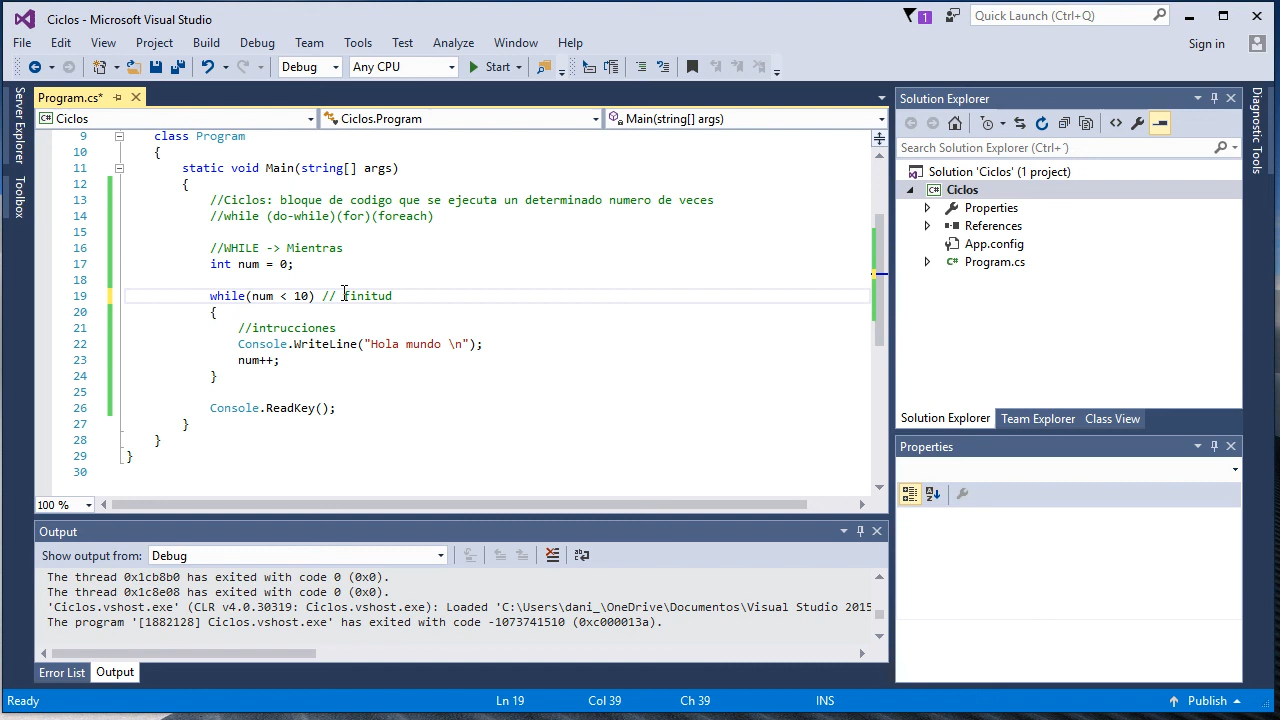 Ciclos - Microsoft Visual Studio
1
Quick Launch (Ctrl+Q)
File Edit View Project Build Debug Team Tools Test Analyze Window Help
Sign in
Debug Any CPU Start
Server Explorer
Toolbox
Program.cs*
Ciclos Ciclos.Program Main(string[] args)
9 class Program
10 {
11 static void Main(string[] args)
12 {
13 //Ciclos: bloque de codigo que se ejecuta un determinado numero de veces
14 //while (do-while)(for)(foreach)
15
16 //WHILE -> Mientras
17 int num = 0;
18
19 while(num < 10) // finitud
20 {
21 //intrucciones
22 Console.WriteLine("Hola mundo \n");
23 num++;
24 }
25
26 Console.ReadKey();
27 }
28 }
29 }
30
100 %
Solution Explorer
Search Solution Explorer (Ctrl+´)
Solution 'Ciclos' (1 project)
Ciclos
Properties
References
App.config
Program.cs
Solution Explorer Team Explorer Class View
Properties
Diagnostic Tools
Output
Show output from: Debug
The thread 0x1cb8b0 has exited with code 0 (0x0).
The thread 0x1c8e08 has exited with code 0 (0x0).
'Ciclos.vshost.exe' (CLR v4.0.30319: Ciclos.vshost.exe): Loaded 'C:\Users\dani_\OneDrive\Documentos\Visual Studio 2015
The program '[1882128] Ciclos.vshost.exe' has exited with code -1073741510 (0xc000013a).
Error List Output
Ready Ln 19 Col 39 Ch 39 INS Publish